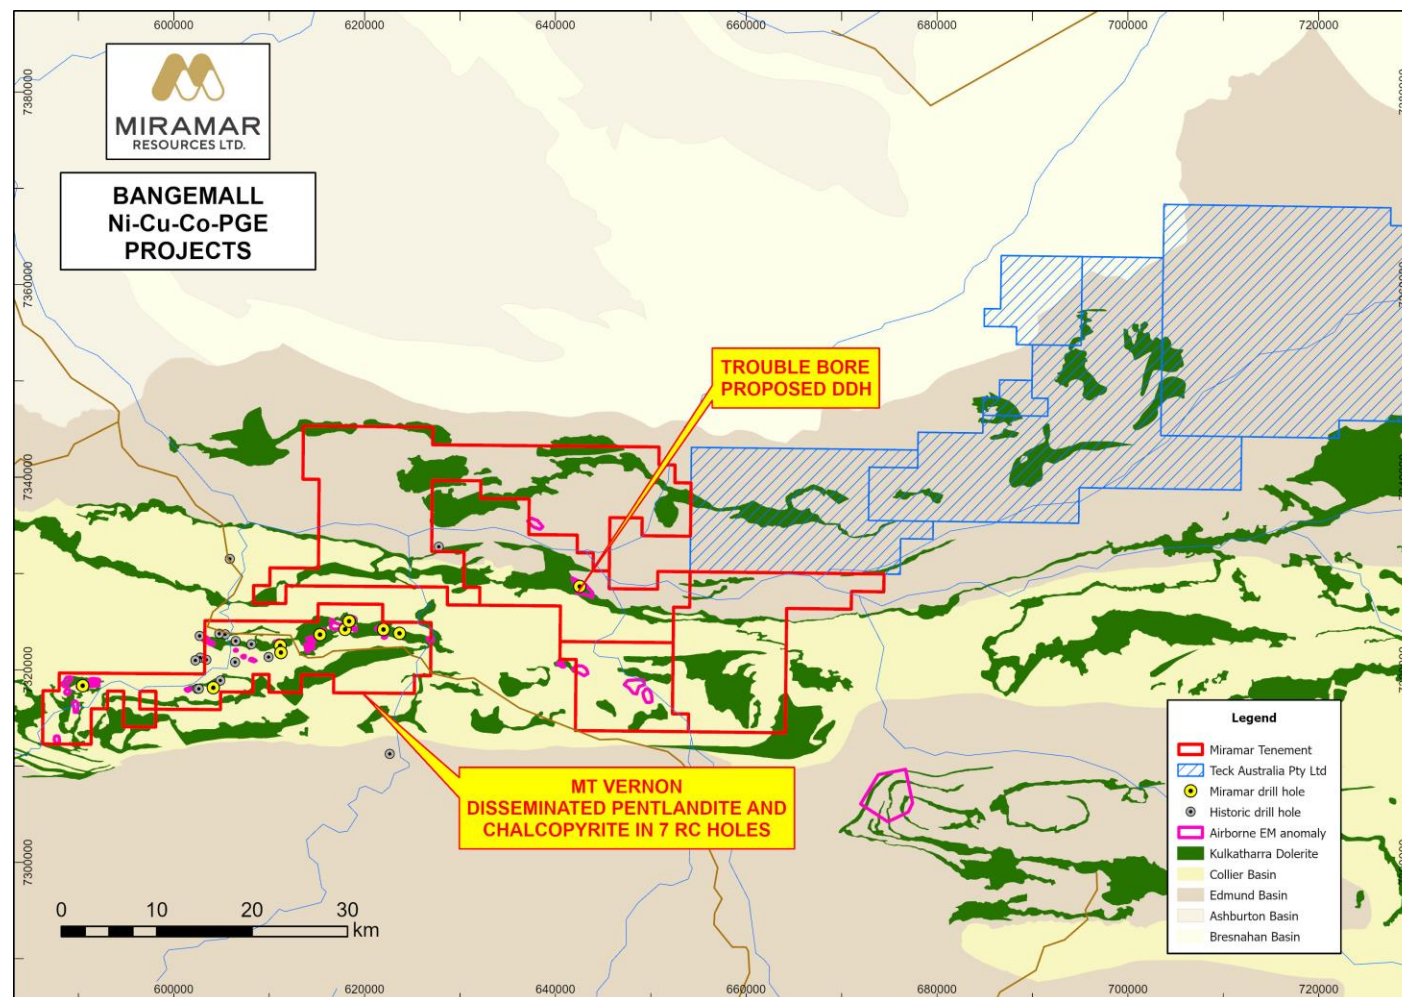 600000 620000 640000 660000 680000 700000 720000
7380000
7360000
7340000
7320000
7300000
MIRAMAR
RESOURCES LTD.
BANGEMALL
Ni-Cu-Co-PGE
PROJECTS
TROUBLE BORE
PROPOSED DDH
MT VERNON
DISSEMINATED PENTLANDITE AND
CHALCOPYRITE IN 7 RC HOLES
0 10 20 30
km
Legend
Miramar Tenement
Teck Australia Pty Ltd
Miramar drill hole
Historic drill hole
Airborne EM anomaly
Kulkatharra Dolerite
Collier Basin
Edmund Basin
Ashburton Basin
Bresnahan Basin
600000 620000 640000 660000 680000 700000 720000